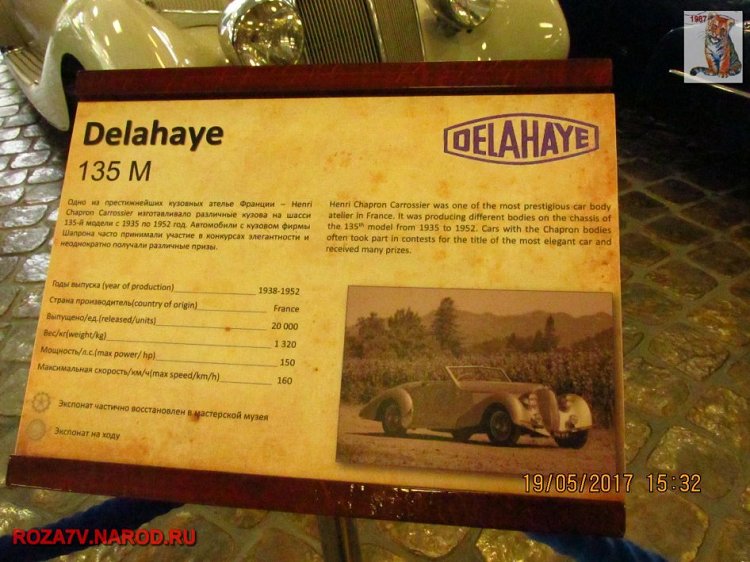 1987
Delahaye
135 M
DELAHAYE
Одно из престижнейших кузовных ателье Франции – Henri
Chapron Carrossier изготавливало различные кузова на шасси
135-й модели с 1935 по 1952 год. Автомобили с кузовом фирмы
Шапрона часто принимали участие в конкурсах элегантности и
неоднократно получали различные призы.
Henri Chapron Carrossier was one of the most prestigious car body
atelier in France. It was producing different bodies on the chassis of
the 135th model from 1935 to 1952. Cars with the Chapron bodies
often took part in contests for the title of the most elegant car and
received many prizes.
Годы выпуска (year of production) 1938-1952
Страна производитель(country of origin) France
Выпущено/ед.(released/units) 20 000
Вес/кг(weight/kg) 1 320
Мощность/л.с.(max power/ hp) 150
Максимальная скорость/км/ч(max speed/km/h) 160
Экспонат частично восстановлен в мастерской музея
Экспонат на ходу
19/05/2017 15:32
ROZA7V.NAROD.RU